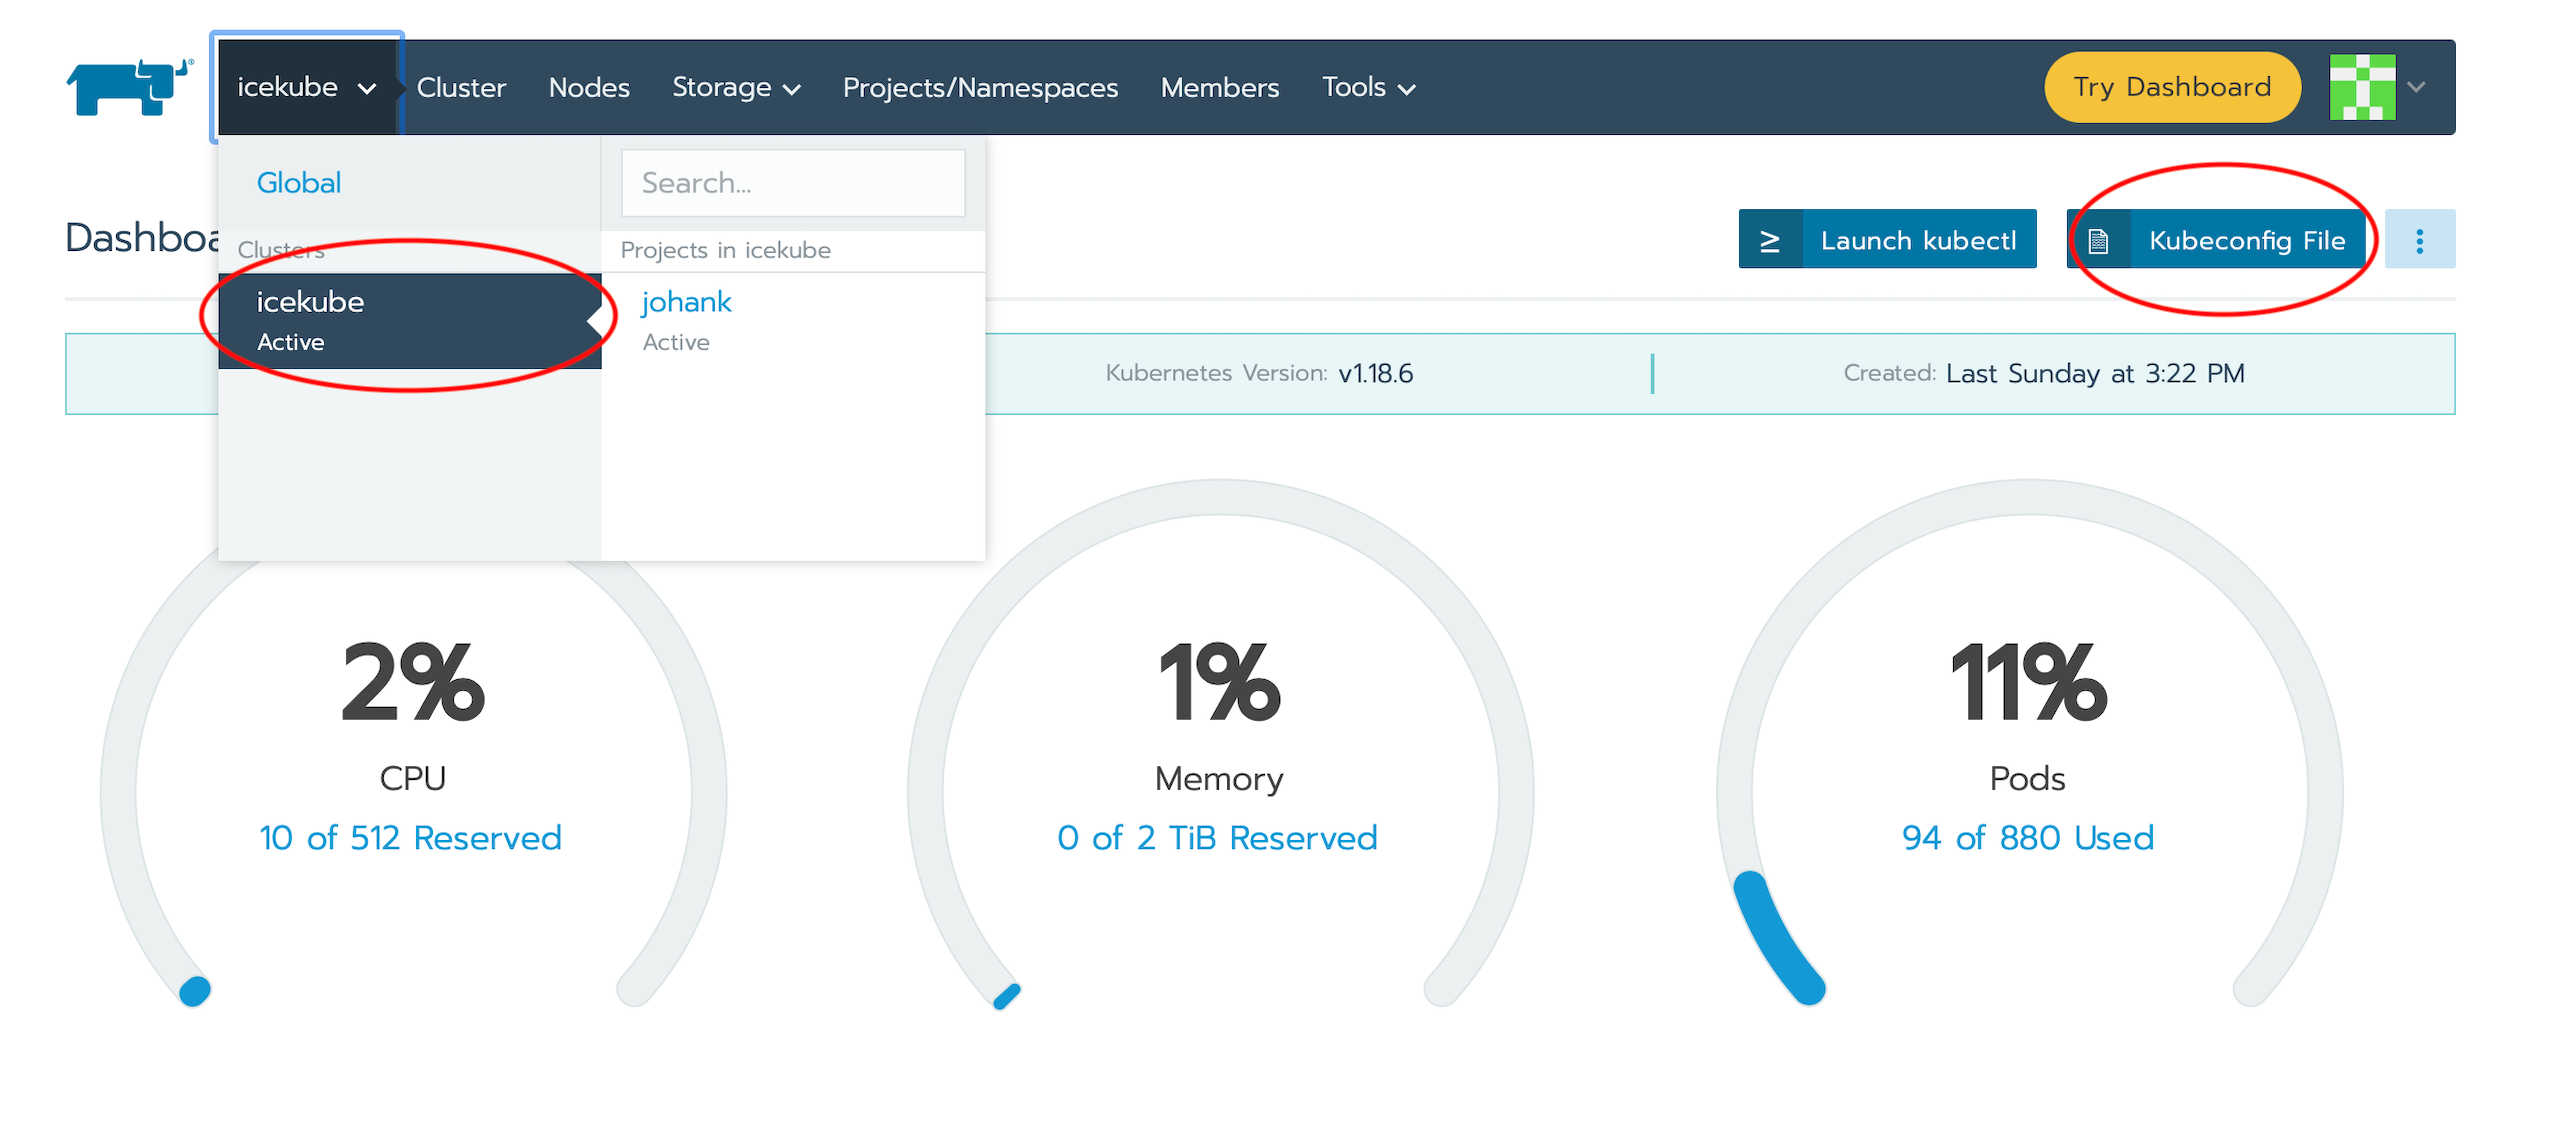 icekube Cluster Nodes Storage Projects/Namespaces Members Tools Try Dashboard
Global Search...
Launch kubectl Kubeconfig File
Clusters Projects in icekube
icekube johank
Active Active
Kubernetes Version: v1.18.6 Created: Last Sunday at 3:22 PM
2% 1% 11%
CPU Memory Pods
10 of 512 Reserved 0 of 2 TiB Reserved 94 of 880 Used